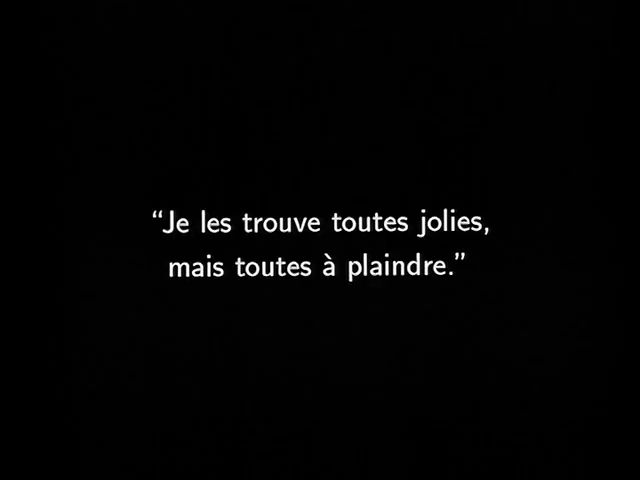 “Je les trouve toutes jolies,
mais toutes à plaindre.”